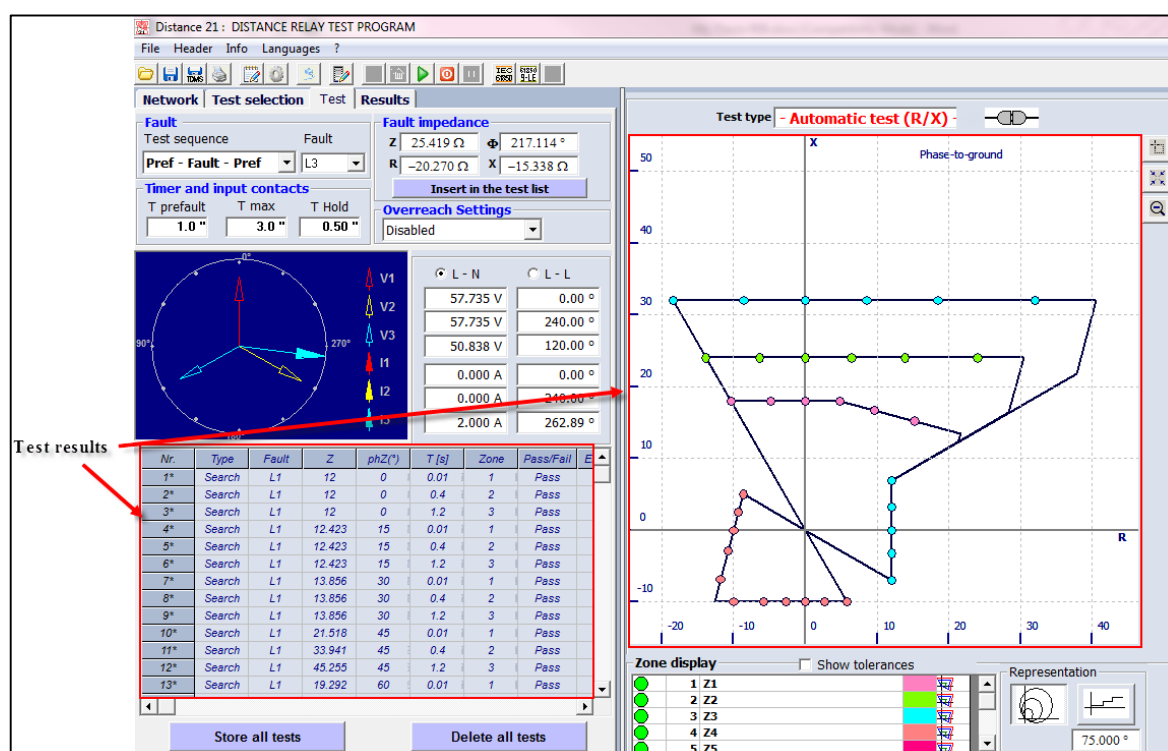 Distance 21 : DISTANCE RELAY TEST PROGRAM
File Header Info Languages ?
TDMS IEC 61850 61850 9-LE
Network Test selection Test Results
Fault
Test sequence Fault
Pref - Fault - Pref L3
Timer and input contacts
T prefault T max T Hold
1.0 " 3.0 " 0.50 "
Fault impedance
Z 25.419 Ω Φ 217.114 °
R −20.270 Ω X −15.338 Ω
Insert in the test list
Overreach Settings
Disabled
0°
90°
270°
180°
V1
V2
V3
I1
I2
I3
L - N L - L
57.735 V 0.00 °
57.735 V 240.00 °
50.838 V 120.00 °
0.000 A 0.00 °
0.000 A 240.00 °
2.000 A 262.89 °
Test results
Nr. Type Fault Z phZ(°) T [s] Zone Pass/Fail E
1* Search L1 12 0 0.01 1 Pass
2* Search L1 12 0 0.4 2 Pass
3* Search L1 12 0 1.2 3 Pass
4* Search L1 12.423 15 0.01 1 Pass
5* Search L1 12.423 15 0.4 2 Pass
6* Search L1 12.423 15 1.2 3 Pass
7* Search L1 13.856 30 0.01 1 Pass
8* Search L1 13.856 30 0.4 2 Pass
9* Search L1 13.856 30 1.2 3 Pass
10* Search L1 21.518 45 0.01 1 Pass
11* Search L1 33.941 45 0.4 2 Pass
12* Search L1 45.255 45 1.2 3 Pass
13* Search L1 19.292 60 0.01 1 Pass
Store all tests Delete all tests
Test type - Automatic test (R/X) -
X
Phase-to-ground
50
40
30
20
10
0
-10
R
-20 -10 0 10 20 30 40
Zone display Show tolerances
1 Z1
2 Z2
3 Z3
4 Z4
5 Z5
Representation
75.000 °